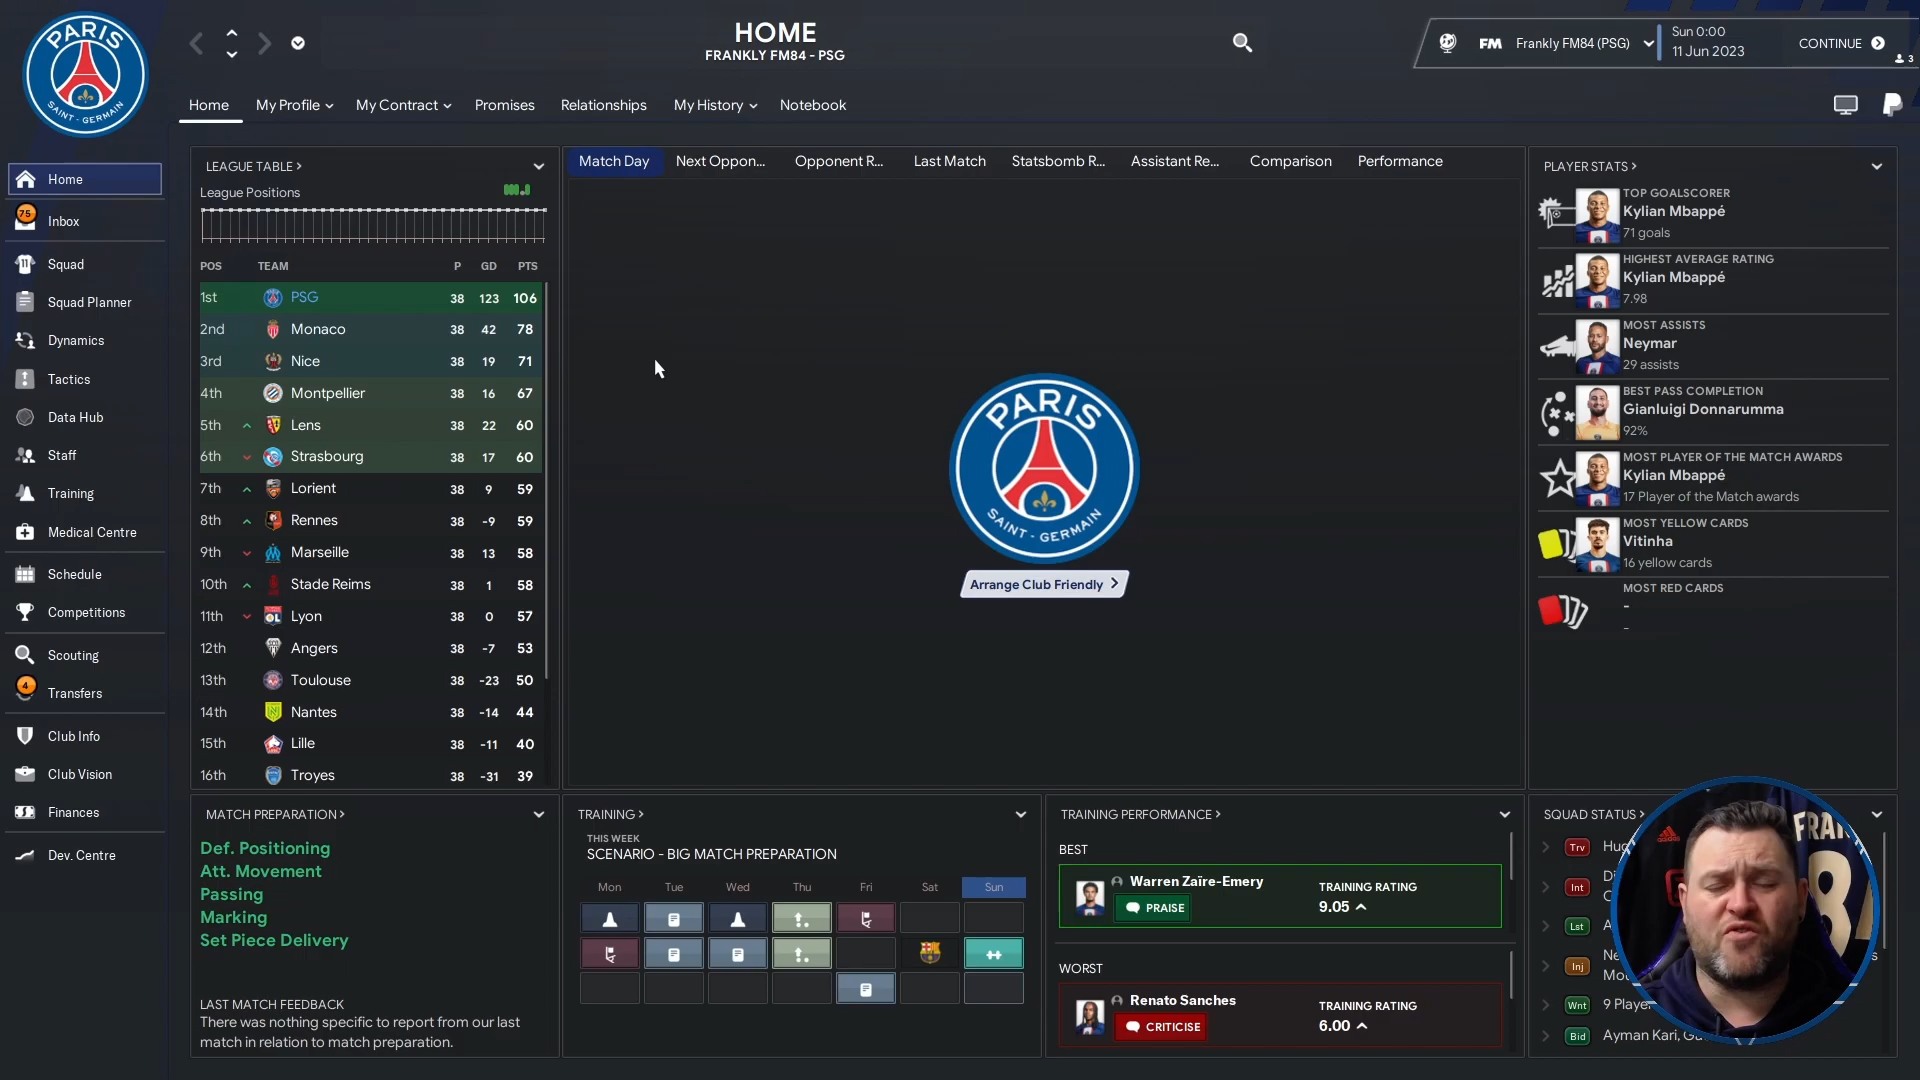 HOME
FRANKLY FM84 - PSG
FM Frankly FM84 (PSG)
Sun 0:00
11 Jun 2023
CONTINUE
3
PARIS
SAINT - GERMAIN
Home
My Profile
My Contract
Promises
Relationships
My History
Notebook
Home
75
Inbox
Squad
Squad Planner
Dynamics
Tactics
Data Hub
Staff
Training
Medical Centre
Schedule
Competitions
Scouting
4
Transfers
Club Info
Club Vision
Finances
Dev. Centre
LEAGUE TABLE >
League Positions
POS TEAM P GD PTS
1st PSG 38 123 106
2nd Monaco 38 42 78
3rd Nice 38 19 71
4th Montpellier 38 16 67
5th Lens 38 22 60
6th Strasbourg 38 17 60
7th Lorient 38 9 59
8th Rennes 38 -9 59
9th Marseille 38 13 58
10th Stade Reims 38 1 58
11th Lyon 38 0 57
12th Angers 38 -7 53
13th Toulouse 38 -23 50
14th Nantes 38 -14 44
15th Lille 38 -11 40
16th Troyes 38 -31 39
Match Day
Next Oppon...
Opponent R...
Last Match
Statsbomb R...
Assistant Re...
Comparison
Performance
PARIS
SAINT - GERMAIN
Arrange Club Friendly >
PLAYER STATS >
TOP GOALSCORER
Kylian Mbappé
71 goals
HIGHEST AVERAGE RATING
Kylian Mbappé
7.98
MOST ASSISTS
Neymar
29 assists
BEST PASS COMPLETION
Gianluigi Donnarumma
92%
MOST PLAYER OF THE MATCH AWARDS
Kylian Mbappé
17 Player of the Match awards
MOST YELLOW CARDS
Vitinha
16 yellow cards
MOST RED CARDS
-
-
MATCH PREPARATION >
Def. Positioning
Att. Movement
Passing
Marking
Set Piece Delivery
LAST MATCH FEEDBACK
There was nothing specific to report from our last
match in relation to match preparation.
TRAINING >
THIS WEEK
SCENARIO - BIG MATCH PREPARATION
Mon Tue Wed Thu Fri Sat Sun
TRAINING PERFORMANCE >
BEST
Warren Zaïre-Emery
PRAISE
TRAINING RATING
9.05
WORST
Renato Sanches
CRITICISE
TRAINING RATING
6.00
SQUAD STATUS >
Trv
Int
Lst
Inj
Wnt 9 Playe
Bid Ayman Kari,
FRAN
8
adidas